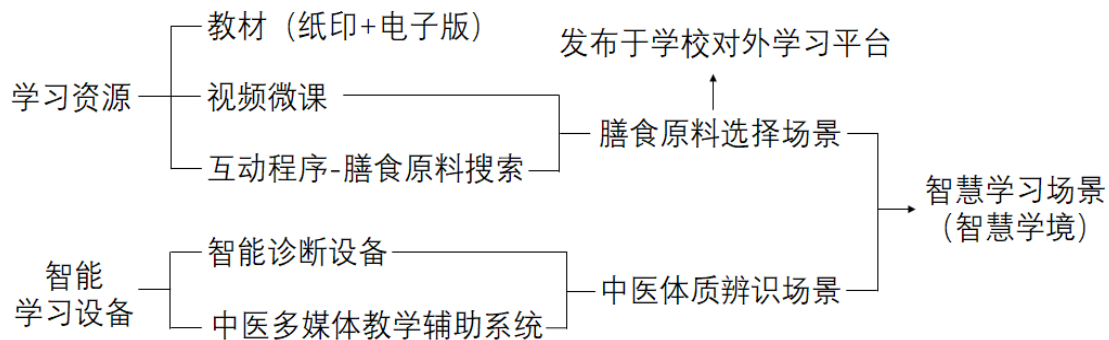 教材（纸印+电子版）
发布于学校对外学习平台
学习资源
视频微课
膳食原料选择场景
互动程序-膳食原料搜索
智慧学习场景
（智慧学境）
智能诊断设备
智能
学习设备
中医体质辨识场景
中医多媒体教学辅助系统